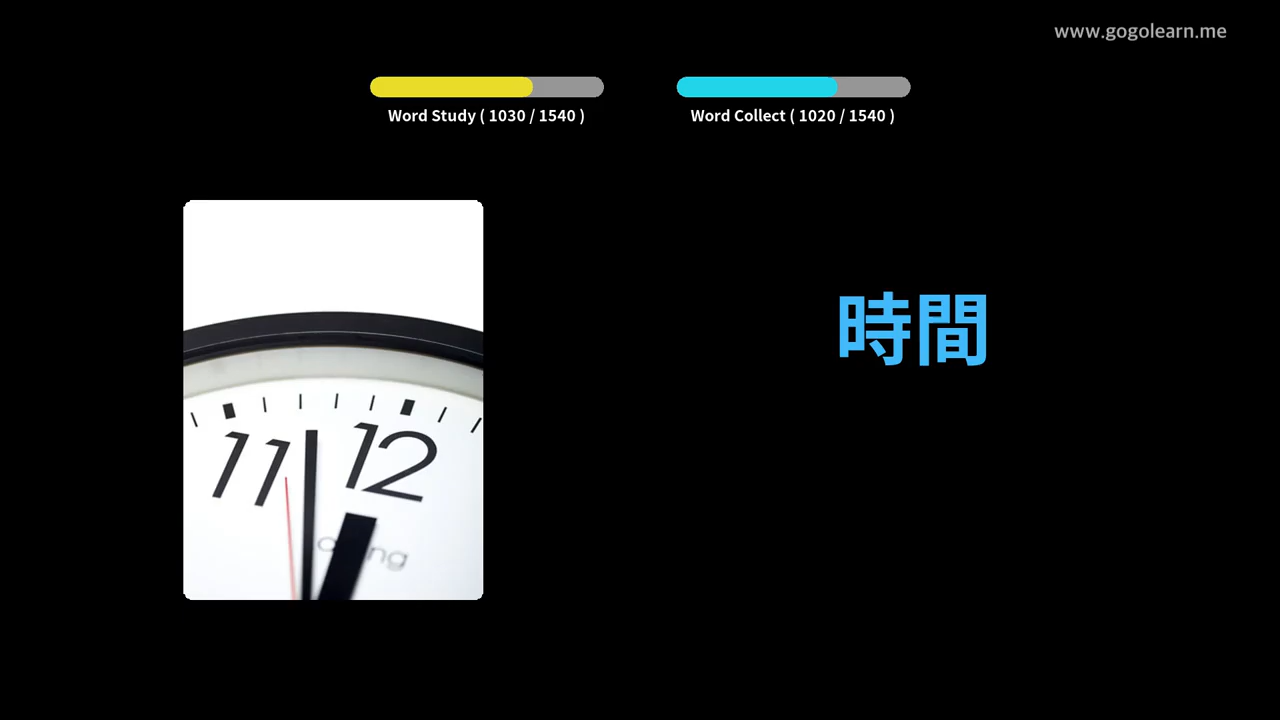 www.gogolearn.me
Word Study ( 1030 / 1540 )
Word Collect ( 1020 / 1540 )
時間
11
12